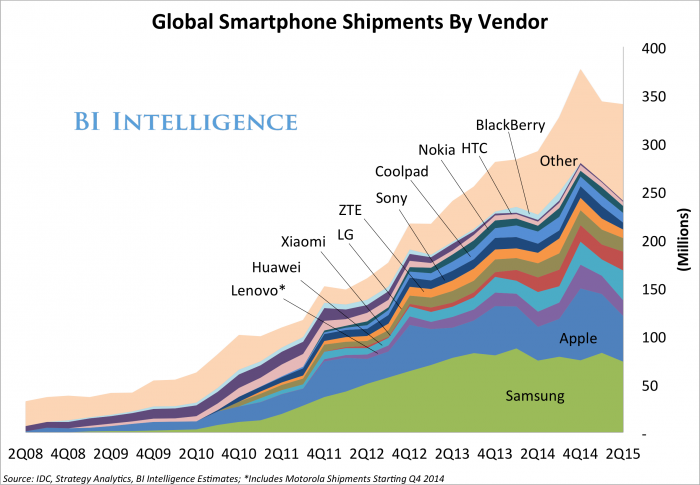 Global Smartphone Shipments By Vendor
BI INTELLIGENCE
400
350
300
250
200
150
100
50
-
(Millions)
BlackBerry
HTC
Nokia
Other
Coolpad
Sony
ZTE
LG
Xiaomi
Huawei
Lenovo*
Apple
Samsung
2Q08 4Q08 2Q09 4Q09 2Q10 4Q10 2Q11 4Q11 2Q12 4Q12 2Q13 4Q13 2Q14 4Q14 2Q15
Source: IDC, Strategy Analytics, BI Intelligence Estimates; *Includes Motorola Shipments Starting Q4 2014